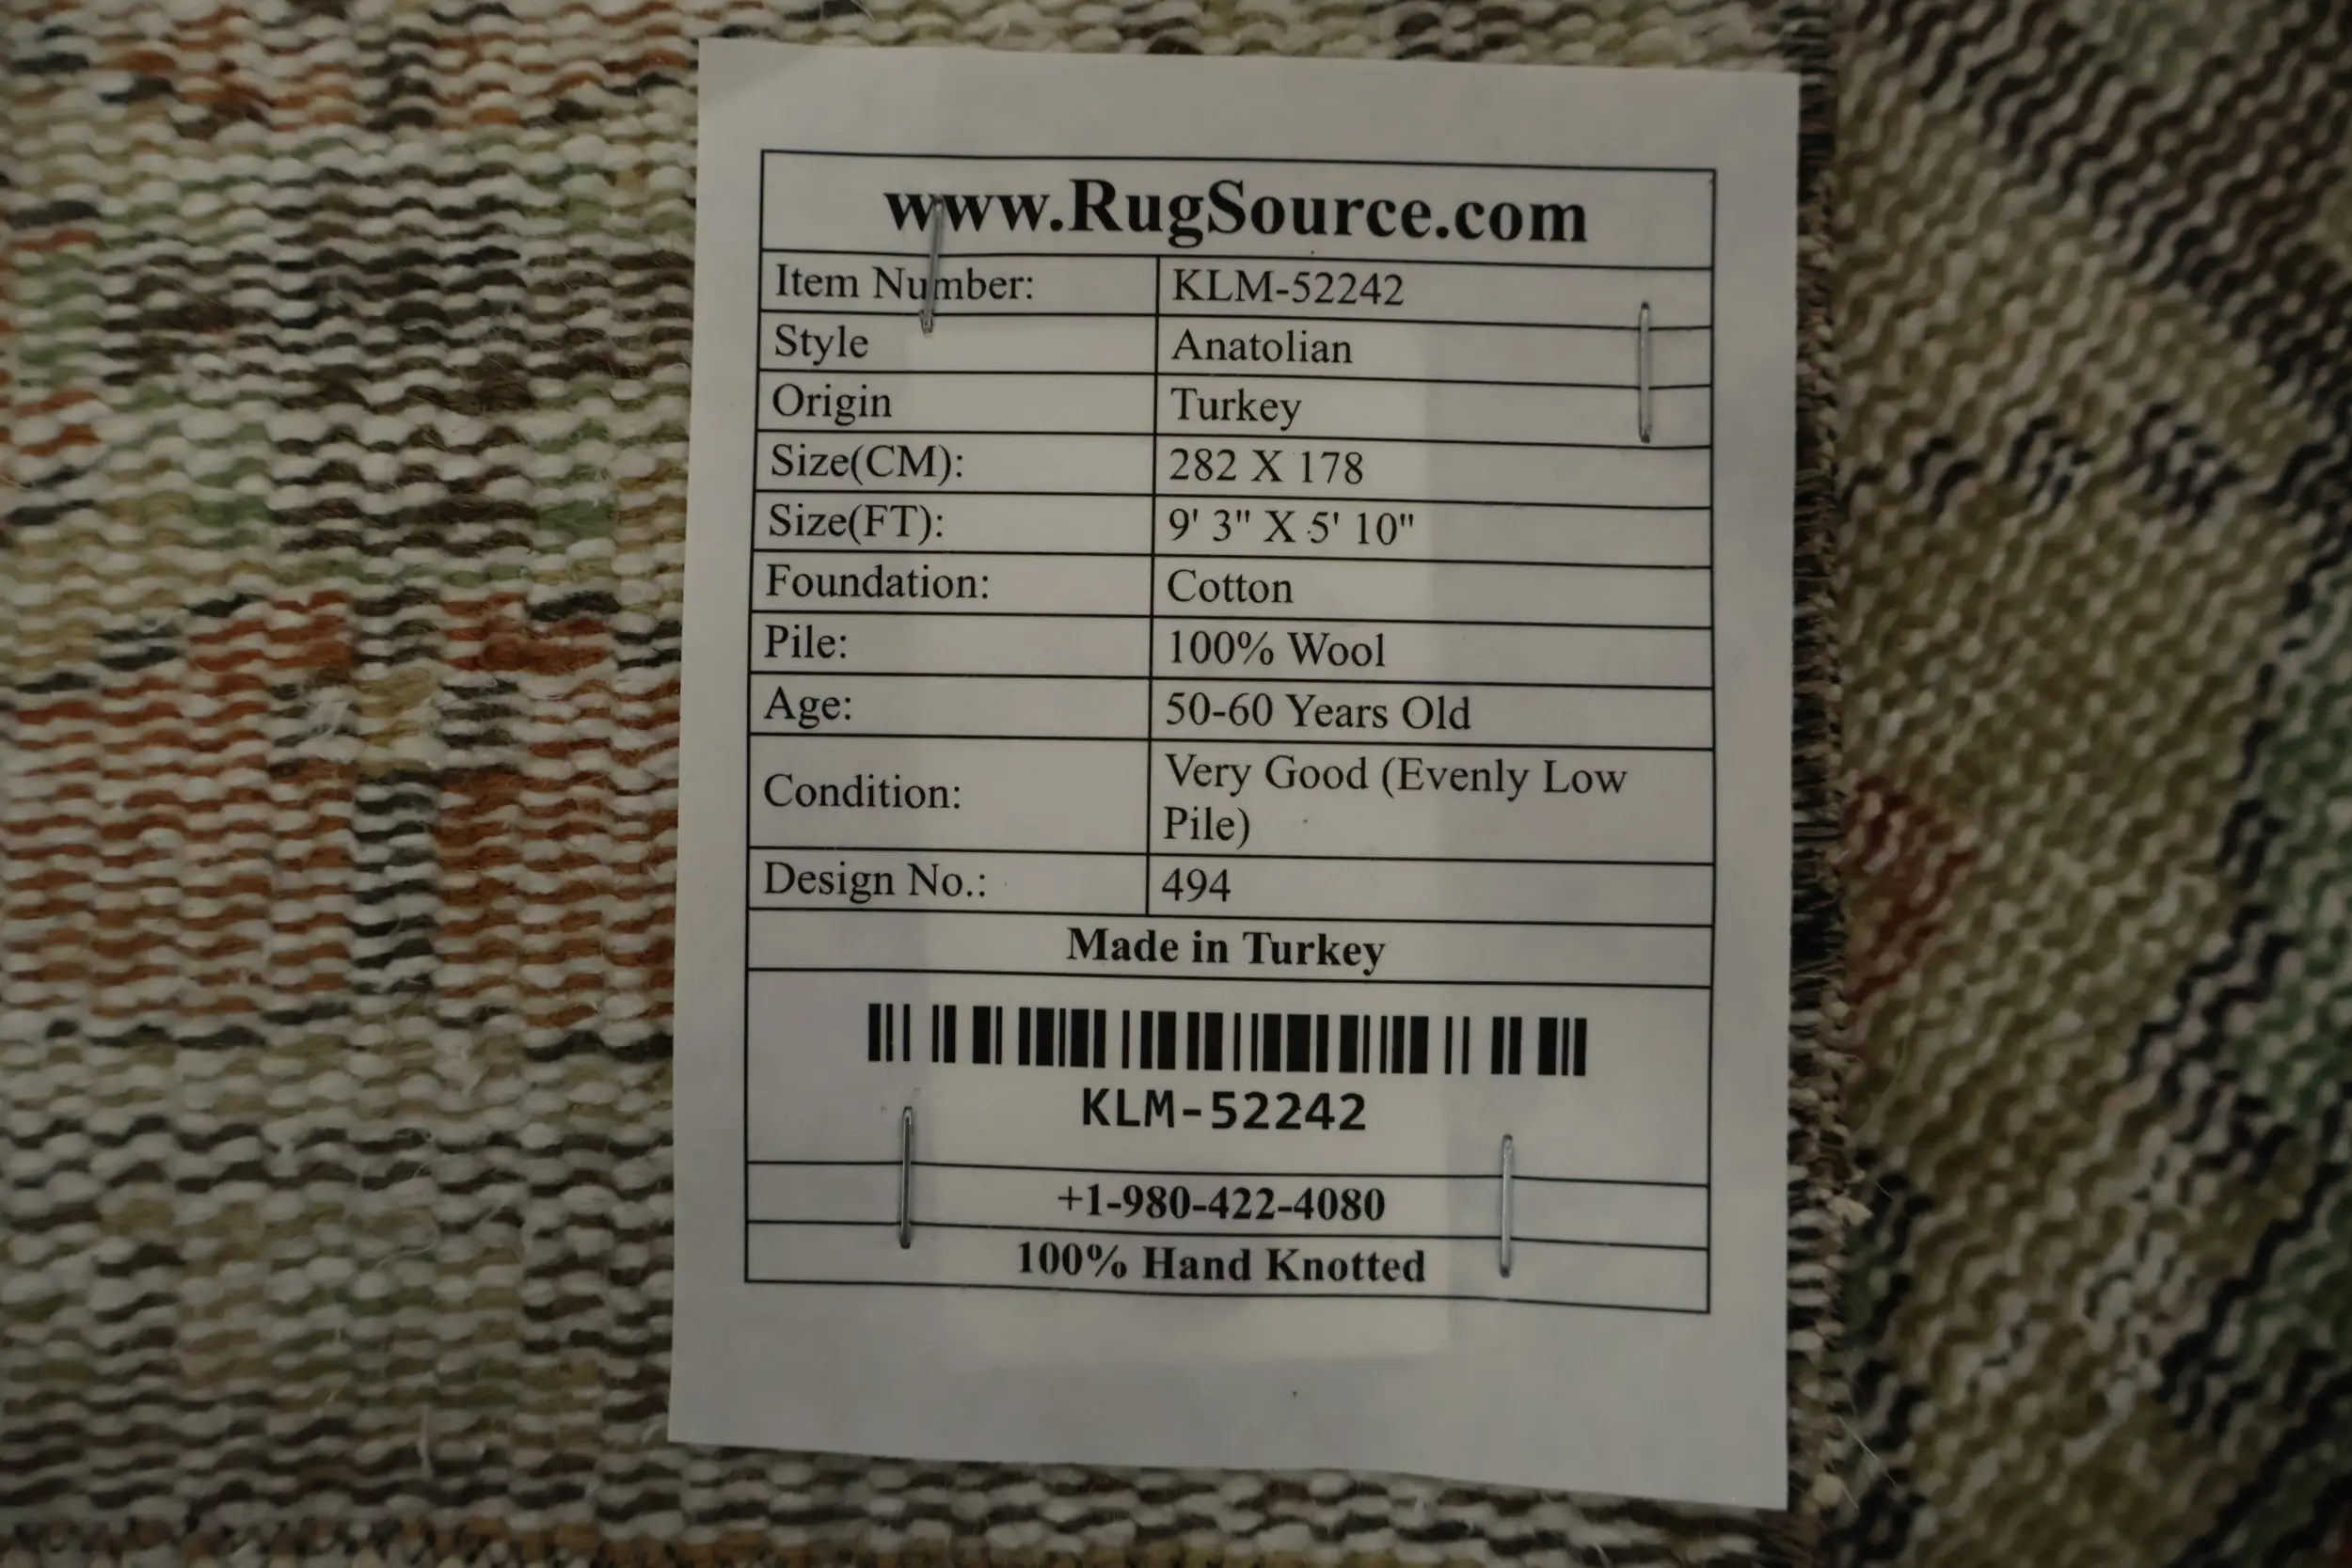 www.RugSource.com
Item Number: KLM-52242
Style Anatolian
Origin Turkey
Size(CM): 282 X 178
Size(FT): 9' 3" X 5' 10"
Foundation: Cotton
Pile: 100% Wool
Age: 50-60 Years Old
Condition: Very Good (Evenly Low
Pile)
Design No.: 494
Made in Turkey
KLM-52242
+1-980-422-4080
100% Hand Knotted